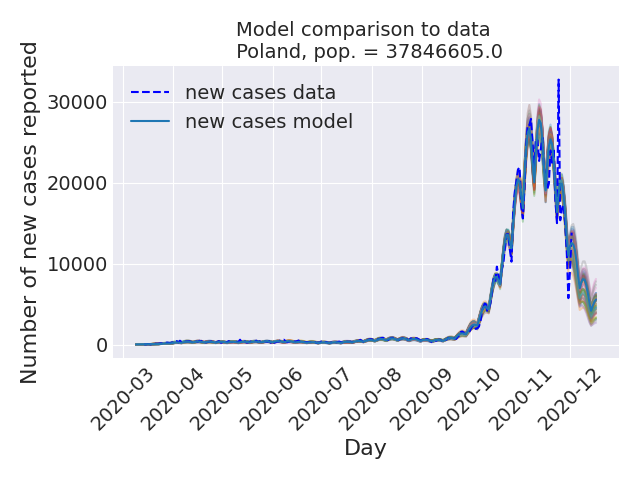 Model comparison to data
Poland, pop. = 37846605.0
new cases data
new cases model
Number of new cases reported
30000
20000
10000
0
2020-03
2020-04
2020-05
2020-06
2020-07
2020-08
2020-09
2020-10
2020-11
2020-12
Day